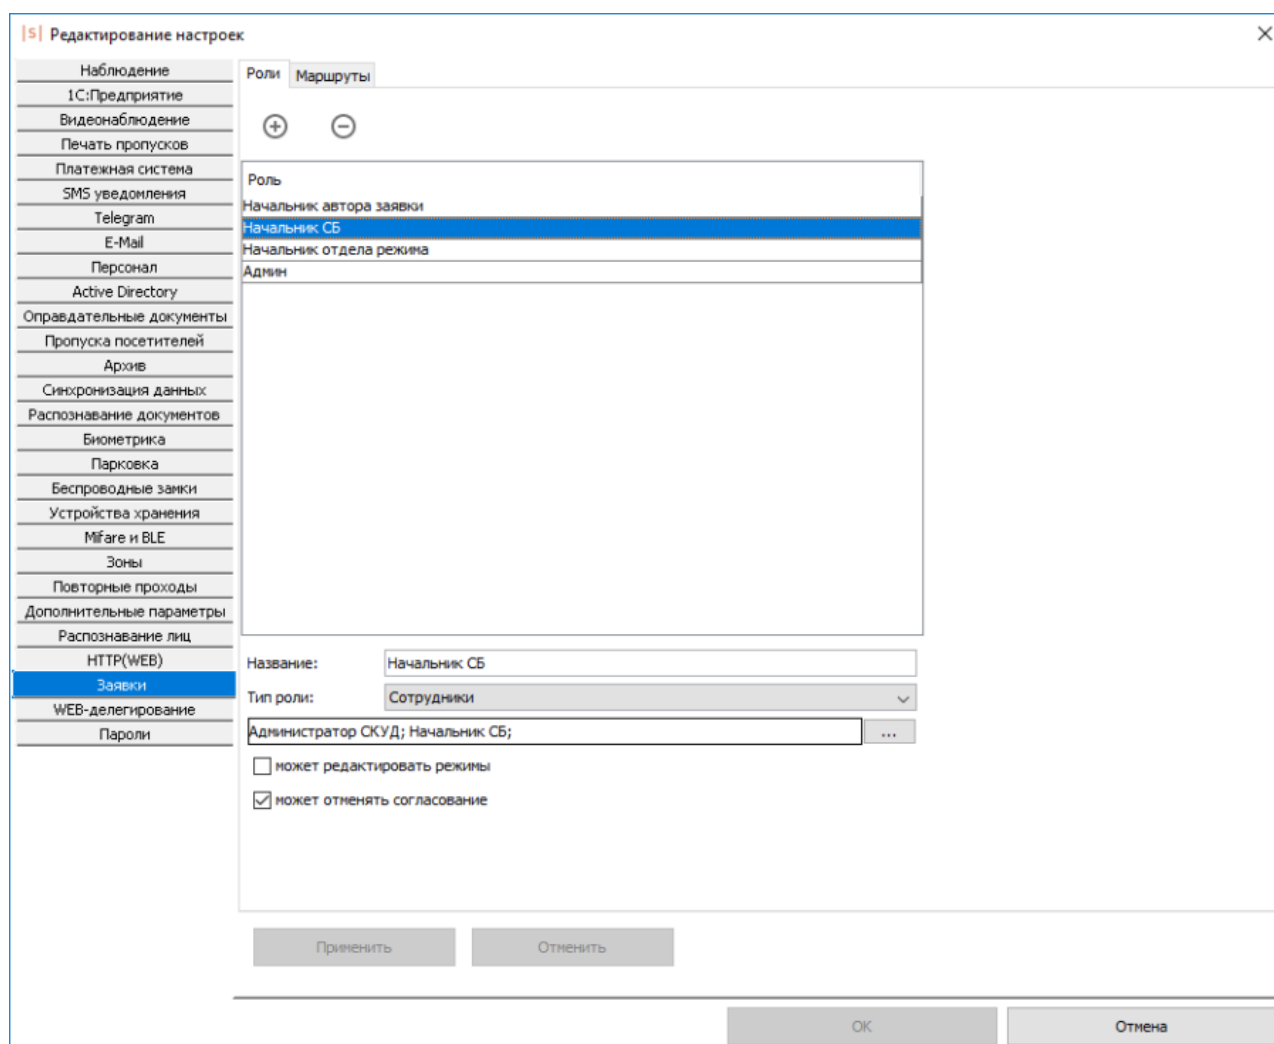 |S| Редактирование настроек
Наблюдение
1С:Предприятие
Видеонаблюдение
Печать пропусков
Платежная система
SMS уведомления
Telegram
E-Mail
Персонал
Active Directory
Оправдательные документы
Пропуска посетителей
Архив
Синхронизация данных
Распознавание документов
Биометрика
Парковка
Беспроводные замки
Устройства хранения
Mifare и BLE
Зоны
Повторные проходы
Дополнительные параметры
Распознавание лиц
HTTP(WEB)
Заявки
WEB-делегирование
Пароли
Роли Маршруты
Роль
Начальник автора заявки
Начальник СБ
Начальник отдела режима
Админ
Название: Начальник СБ
Тип роли: Сотрудники
Администратор СКУД; Начальник СБ; ...
может редактировать режимы
может отменять согласование
Применить Отменить
OK Отмена